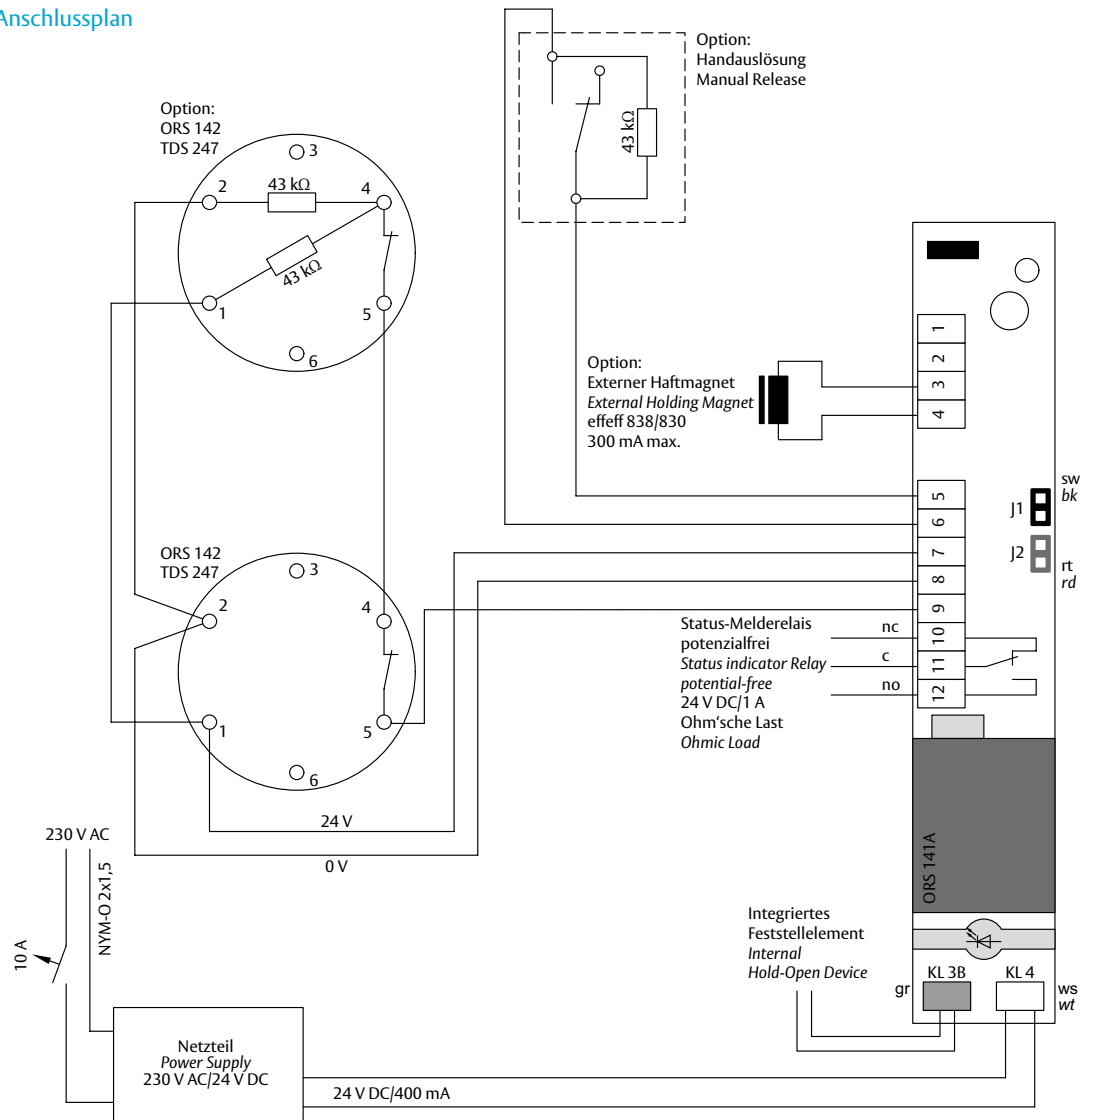 Anschlussplan
Option:
Handauslösung
Manual Release
43 kΩ
Option:
ORS 142
TDS 247
3
2
43 kΩ
4
43 kΩ
1
5
6
Option:
Externer Haftmagnet
External Holding Magnet
effeff 838/830
300 mA max.
1
2
3
4
5
6
7
8
9
10
11
12
sw
bk
J1
J2
rt
rd
ORS 142
TDS 247
3
2
4
1
5
6
Status-Melderelais
potenzialfrei
Status indicator Relay
potential-free
24 V DC/1 A
Ohm‘sche Last
Ohmic Load
nc
c
no
24 V
0 V
230 V AC
NYM-O 2x1,5
10 A
ORS 141A
Integriertes
Feststellelement
Internal
Hold-Open Device
gr
KL 3B
KL 4
ws
wt
Netzteil
Power Supply
230 V AC/24 V DC
24 V DC/400 mA